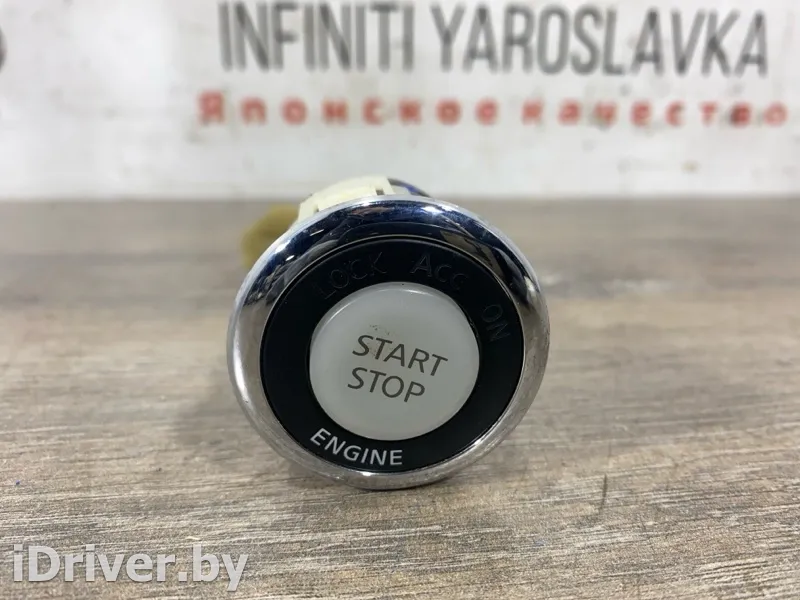 INFINITI YAROSLAVKA
Японское качество
LOCK ACC ON
START
STOP
ENGINE
iDriver.by